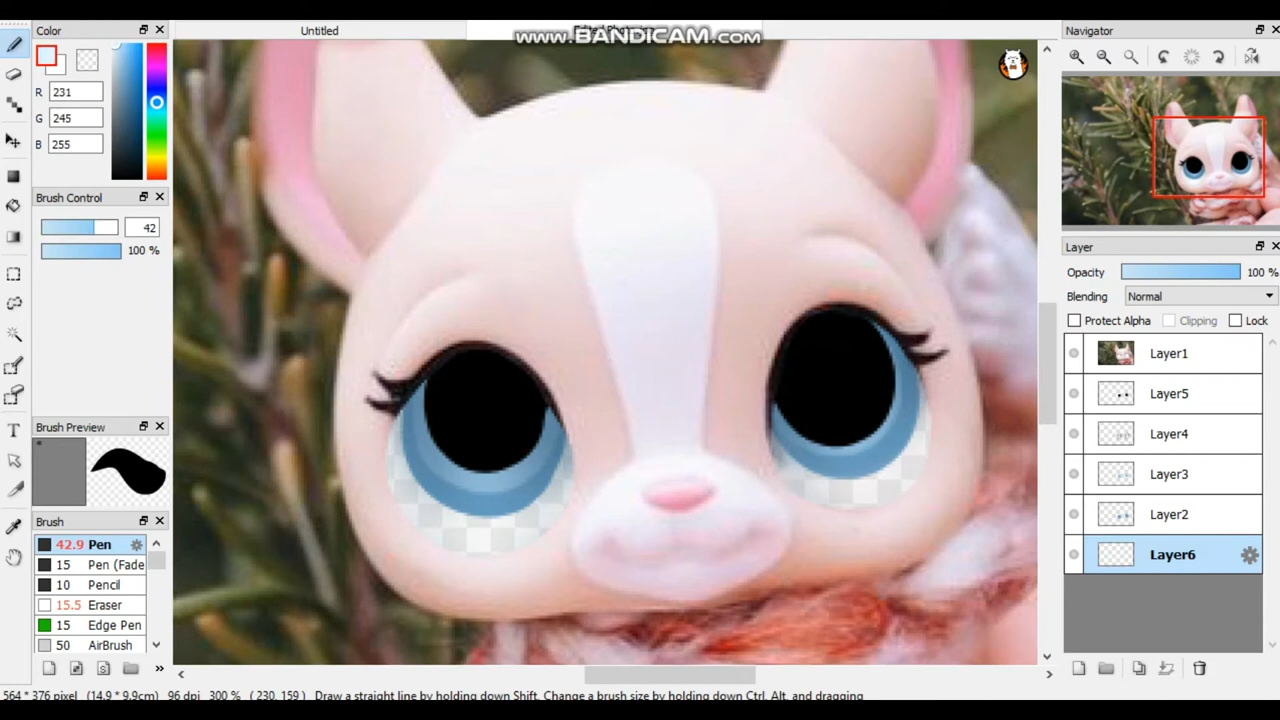 Color
Untitled
www.BANDICAM.com
Navigator
R 231
G 245
B 255
Brush Control
42
100 %
Layer
Opacity 100 %
Blending Normal
Protect Alpha Clipping Lock
Layer1
Layer5
Layer4
Layer3
Layer2
Layer6
Brush Preview
Brush
42.9 Pen
15 Pen (Fade
10 Pencil
15.5 Eraser
15 Edge Pen
50 AirBrush
564 * 376 pixel (14.9 * 9.9cm) 96 dpi 300 % ( 230, 159 ) Draw a straight line by holding down Shift, Change a brush size by holding down Ctrl, Alt, and dragging